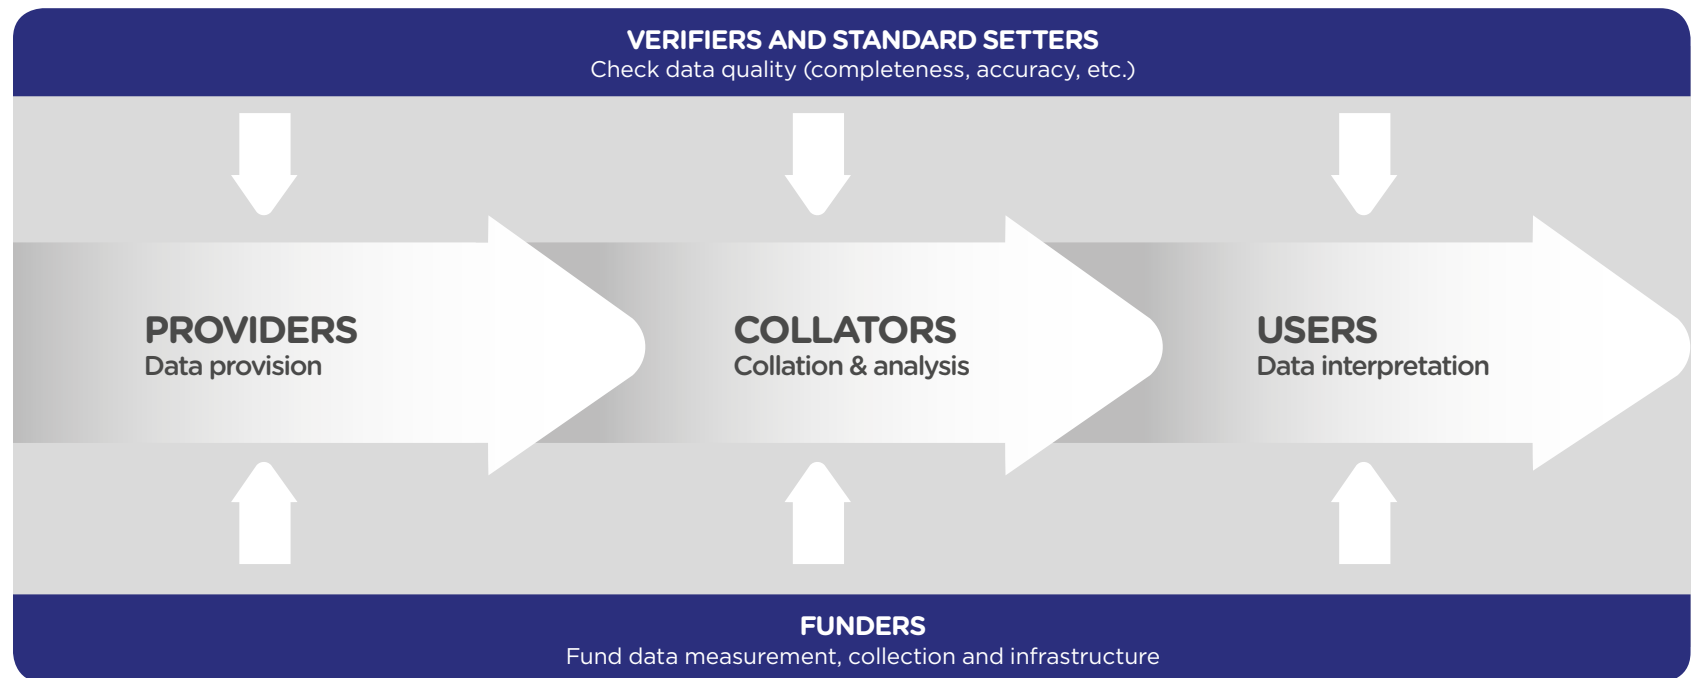 VERIFIERS AND STANDARD SETTERS
Check data quality (completeness, accuracy, etc.)
PROVIDERS
Data provision
COLLATORS
Collation & analysis
USERS
Data interpretation
FUNDERS
Fund data measurement, collection and infrastructure